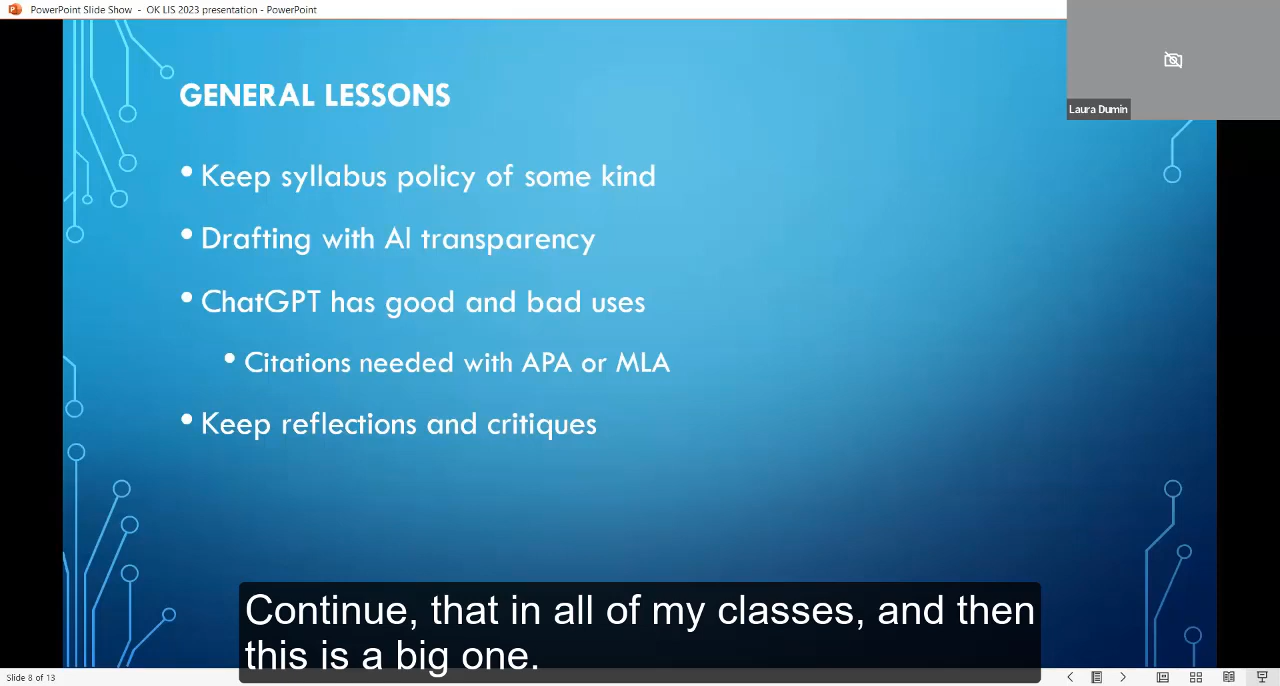 PowerPoint Slide Show - OK LIS 2023 presentation - PowerPoint
Laura Dumin
GENERAL LESSONS
• Keep syllabus policy of some kind
• Drafting with AI transparency
• ChatGPT has good and bad uses
• Citations needed with APA or MLA
• Keep reflections and critiques
Continue, that in all of my classes, and then
this is a big one.
Slide 8 of 13